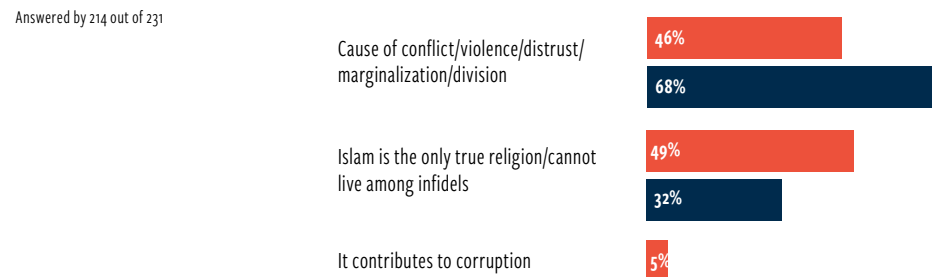 Answered by 214 out of 231
Cause of conflict/violence/distrust/
marginalization/division
46%
68%
Islam is the only true religion/cannot
live among infidels
49%
32%
It contributes to corruption
5%